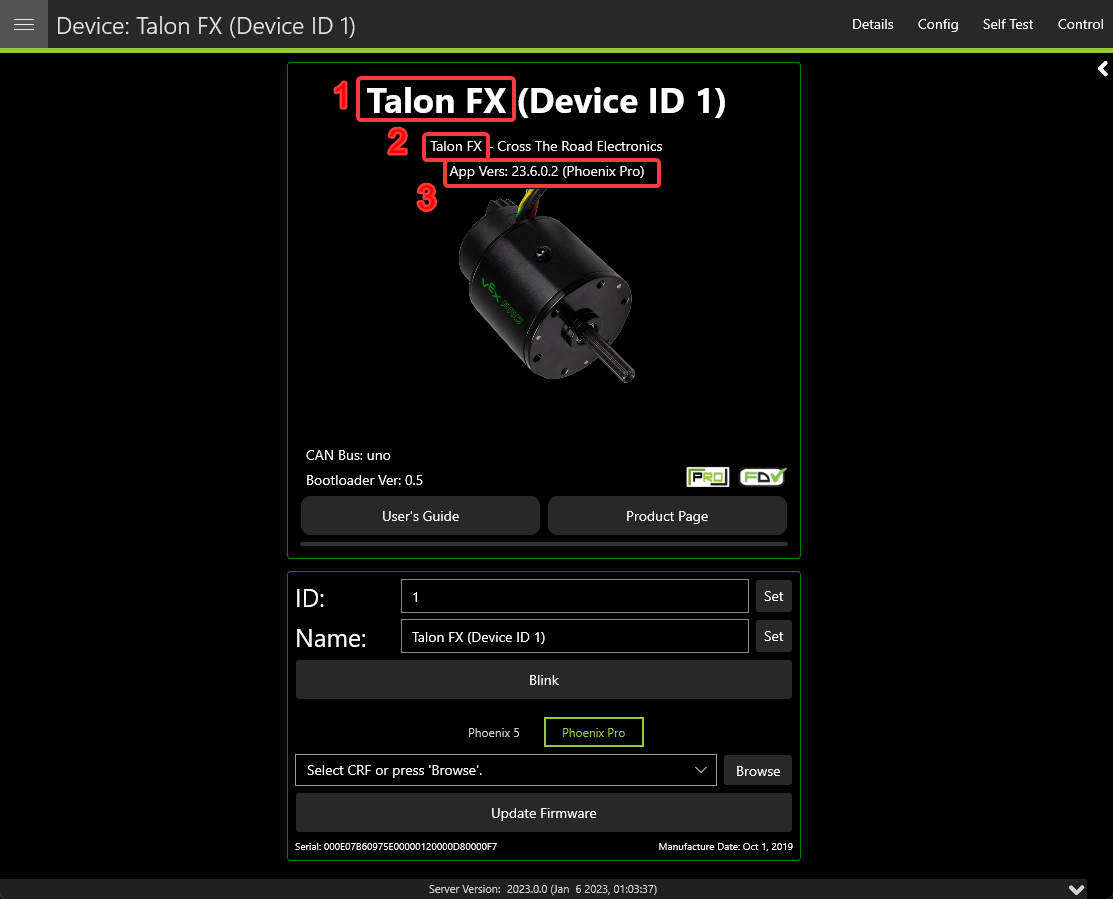 Device: Talon FX (Device ID 1)
Details Config Self Test Control
1 Talon FX (Device ID 1)
2 Talon FX - Cross The Road Electronics
App Vers: 23.6.0.2 (Phoenix Pro)
3
VEX PRO
CAN Bus: uno
Bootloader Ver: 0.5
PRO FDV
User's Guide Product Page
ID: 1 Set
Name: Talon FX (Device ID 1) Set
Blink
Phoenix 5 Phoenix Pro
Select CRF or press 'Browse'. Browse
Update Firmware
Serial: 000E07B60975E00000120000D80000F7 Manufacture Date: Oct 1, 2019
Server Version: 2023.0.0 (Jan 6 2023, 01:03:37)